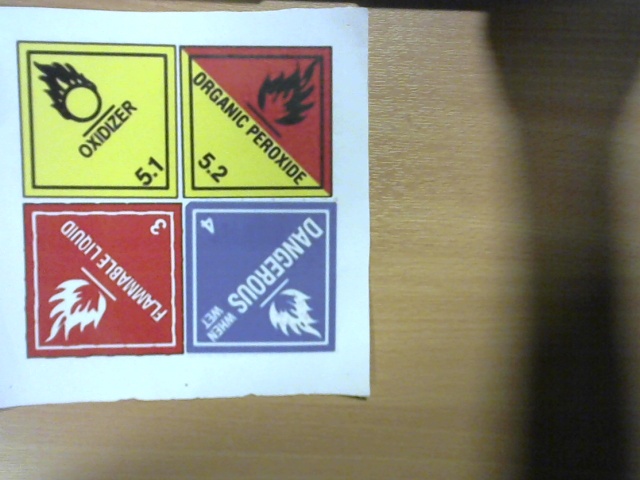 OXIDIZER
5.1
ORGANIC PEROXIDE
5.2
FLAMMABLE LIQUID
3
DANGEROUS
WHEN
WET
4